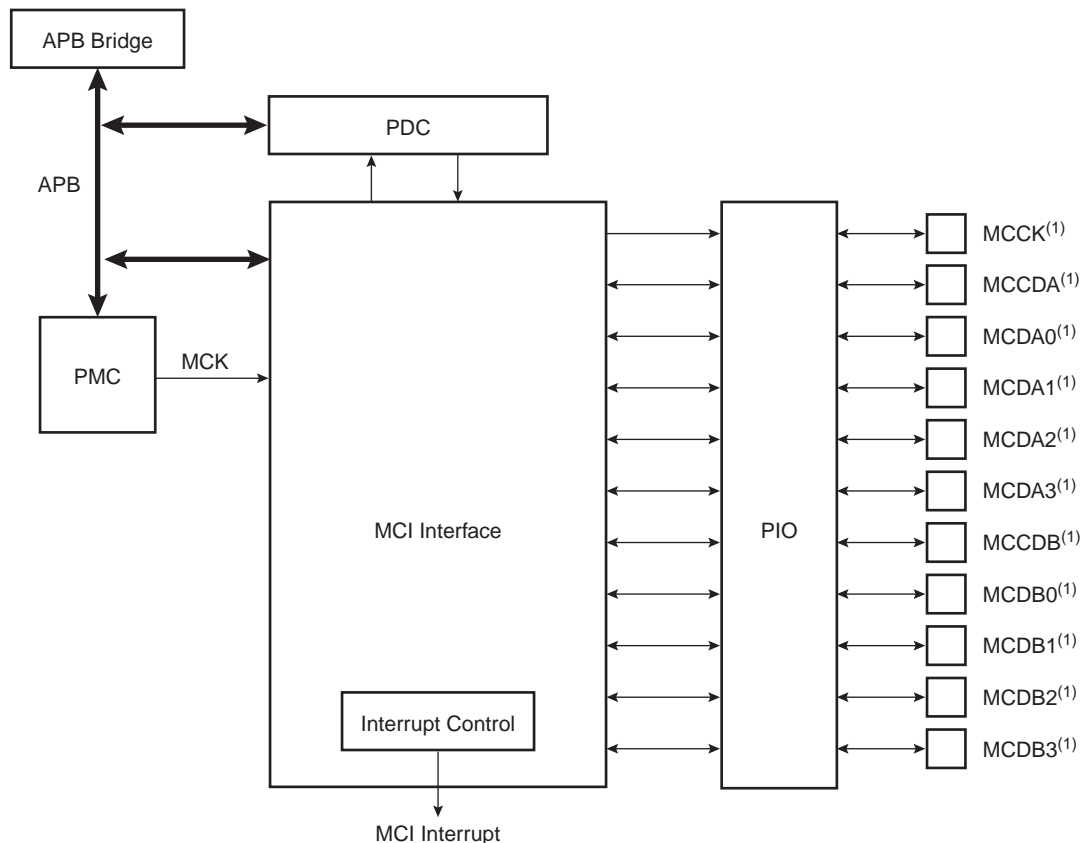 APB Bridge
PDC
APB
MCCK(1)
MCCDA(1)
MCDA0(1)
PMC
MCK
MCDA1(1)
MCDA2(1)
MCDA3(1)
MCI Interface
PIO
MCCDB(1)
MCDB0(1)
MCDB1(1)
MCDB2(1)
Interrupt Control
MCDB3(1)
MCI Interrupt